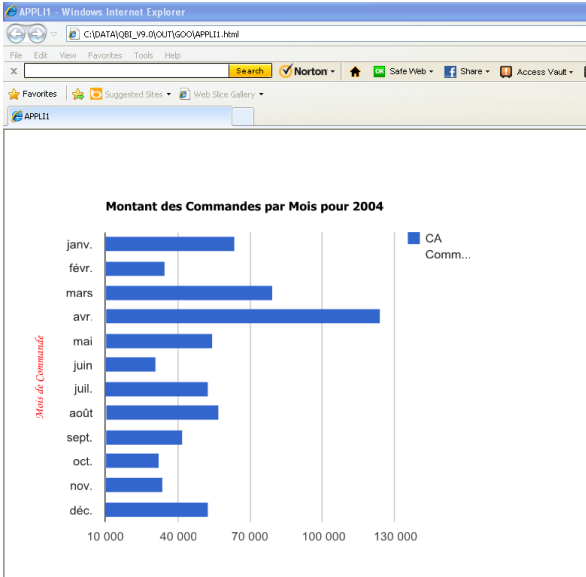 APPLI1 - Windows Internet Explorer
C:\DATA\QBI_V9.0\OUT\GOO\APPLI1.html
File Edit View Favorites Tools Help
x Search Norton OK Safe Web Share Access Vault
Favorites Suggested Sites Web Slice Gallery
APPLI1
Montant des Commandes par Mois pour 2004
CA
Comm...
janv.
févr.
mars
avr.
mai
juin
juil.
août
sept.
oct.
nov.
déc.
Mois de Commande
10 000 40 000 70 000 100 000 130 000